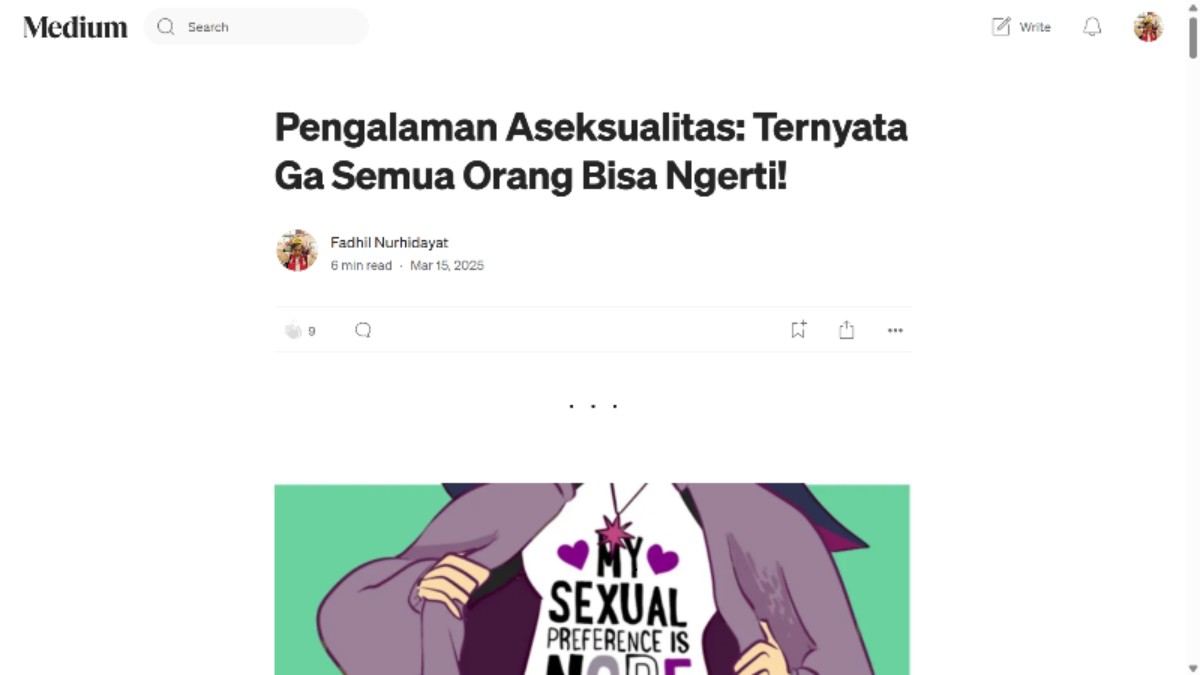 Medium
Search
Write
Pengalaman Aseksualitas: Ternyata
Ga Semua Orang Bisa Ngerti!
Fadhil Nurhidayat
6 min read · Mar 15, 2025
9
. . .
MY
SEXUAL
PREFERENCE IS
NOPE